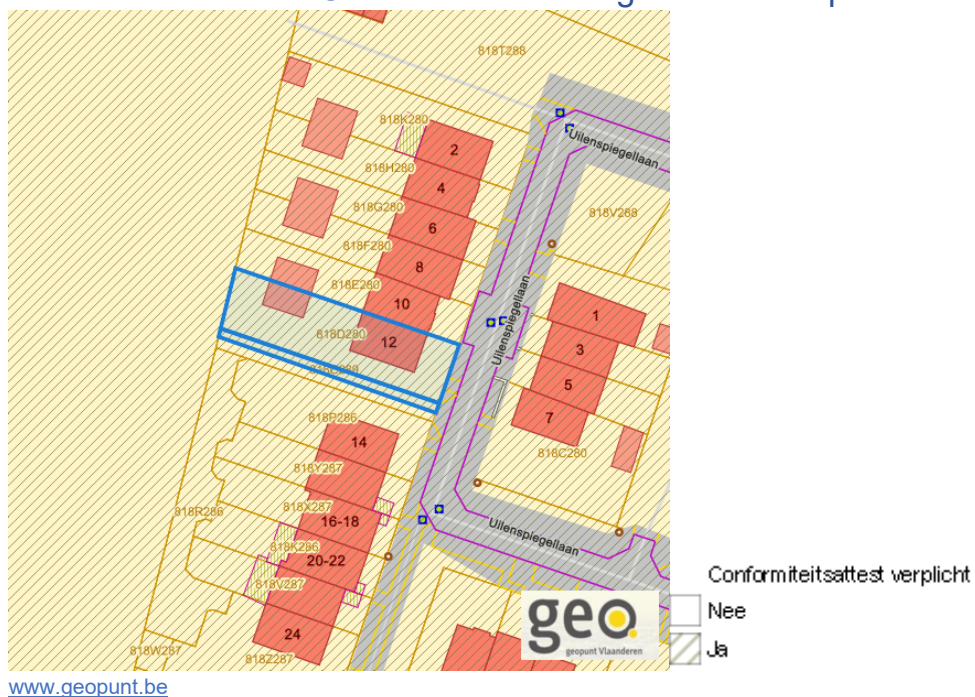 818T288
Uilenspiegellaan
818K280
2
818H280
4
818G280
6
818V288
818F280
8
Uilenspiegellaan
818E280
10
1
818D280
12
3
5
7
818P286
14
818C280
818Y287
818X287
818R286
16-18
Uilenspiegellaan
818K286
20-22
818V287
24
818W287
818Z287
geo
geopunt Vlaanderen
Conformiteitsattest verplicht
Nee
Ja
www.geopunt.be